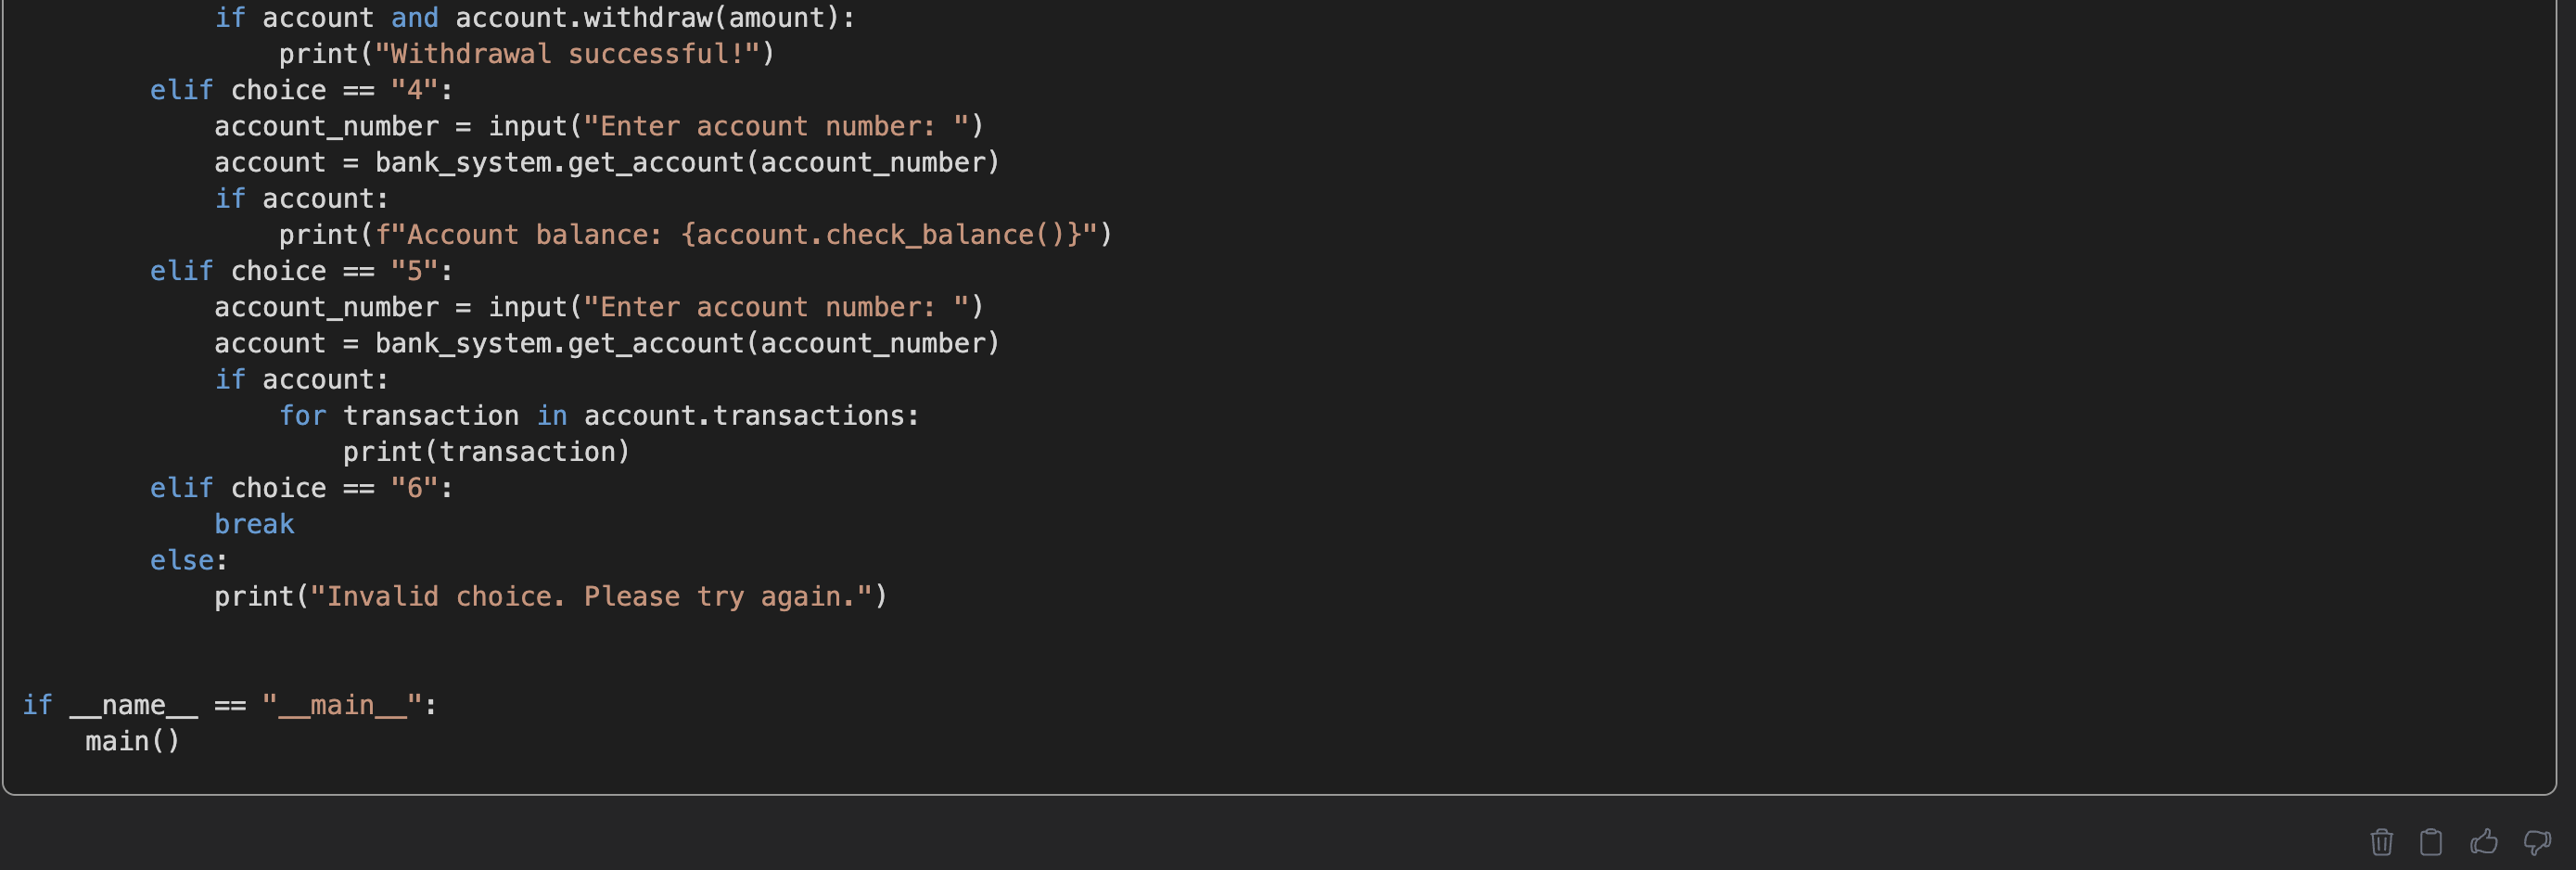 if account and account.withdraw(amount):
print("Withdrawal successful!")
elif choice == "4":
account_number = input("Enter account number: ")
account = bank_system.get_account(account_number)
if account:
print(f"Account balance: {account.check_balance()}")
elif choice == "5":
account_number = input("Enter account number: ")
account = bank_system.get_account(account_number)
if account:
for transaction in account.transactions:
print(transaction)
elif choice == "6":
break
else:
print("Invalid choice. Please try again.")
if __name__ == "__main__":
main()